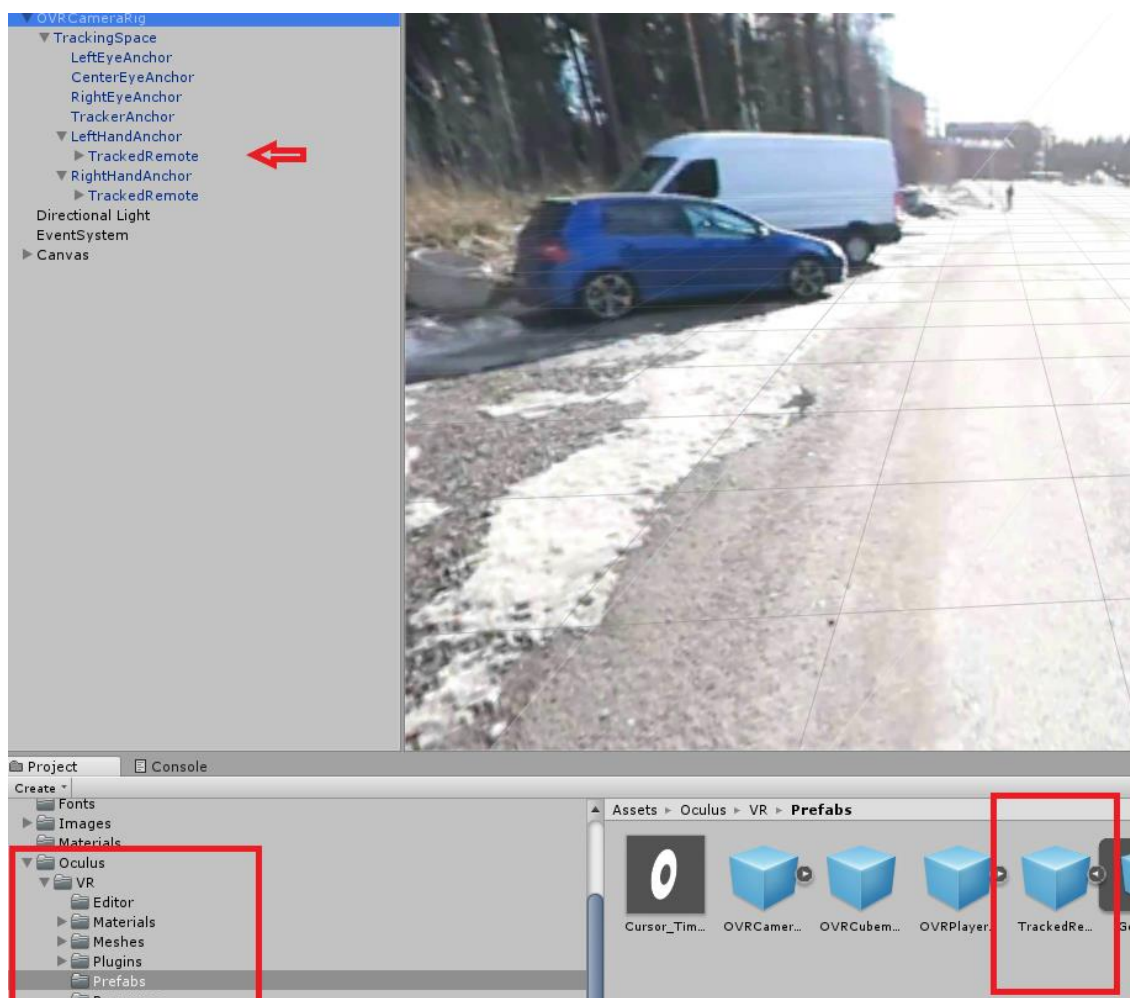 OVRCameraRig
TrackingSpace
LeftEyeAnchor
CenterEyeAnchor
RightEyeAnchor
TrackerAnchor
LeftHandAnchor
TrackedRemote
RightHandAnchor
TrackedRemote
Directional Light
EventSystem
Canvas
Project Console
Create
Fonts
Images
Materials
Oculus
VR
Editor
Materials
Meshes
Plugins
Prefabs
Assets Oculus VR Prefabs
Cursor_Tim... OVRCamer... OVRCubem... OVRPlayer. TrackedRe...